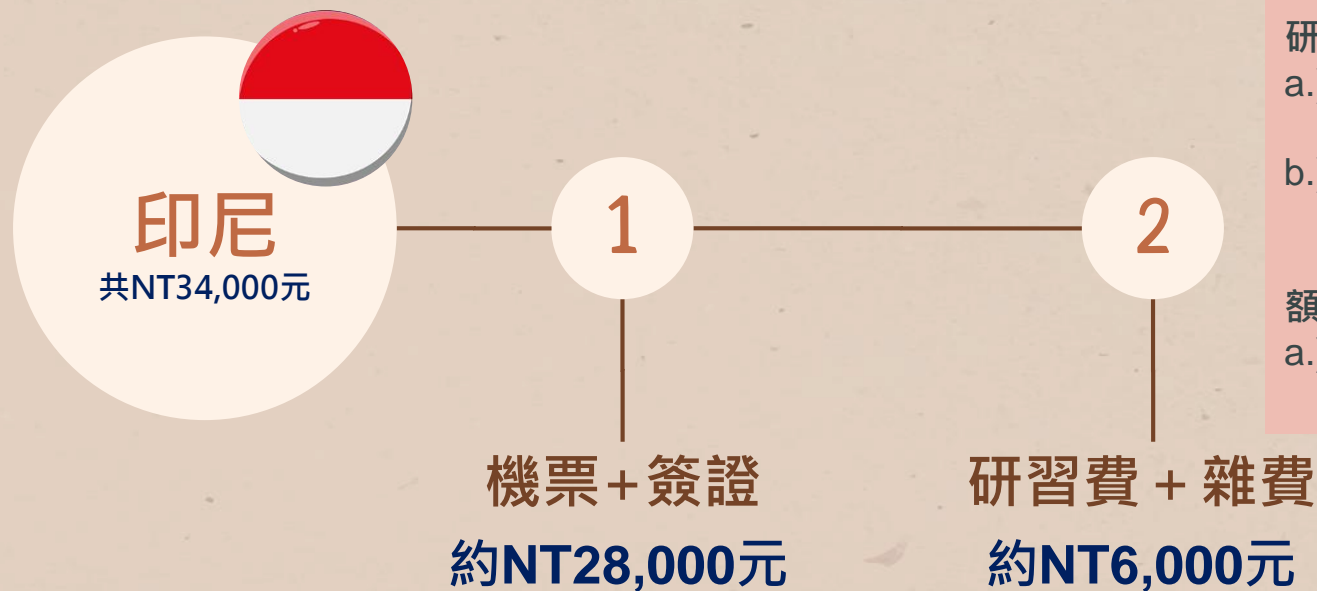 印尼
共NT34,000元
1
機票+簽證
約NT28,000元
2
研習費 + 雜費
約NT6,000元
研
a.
b.
額
a.